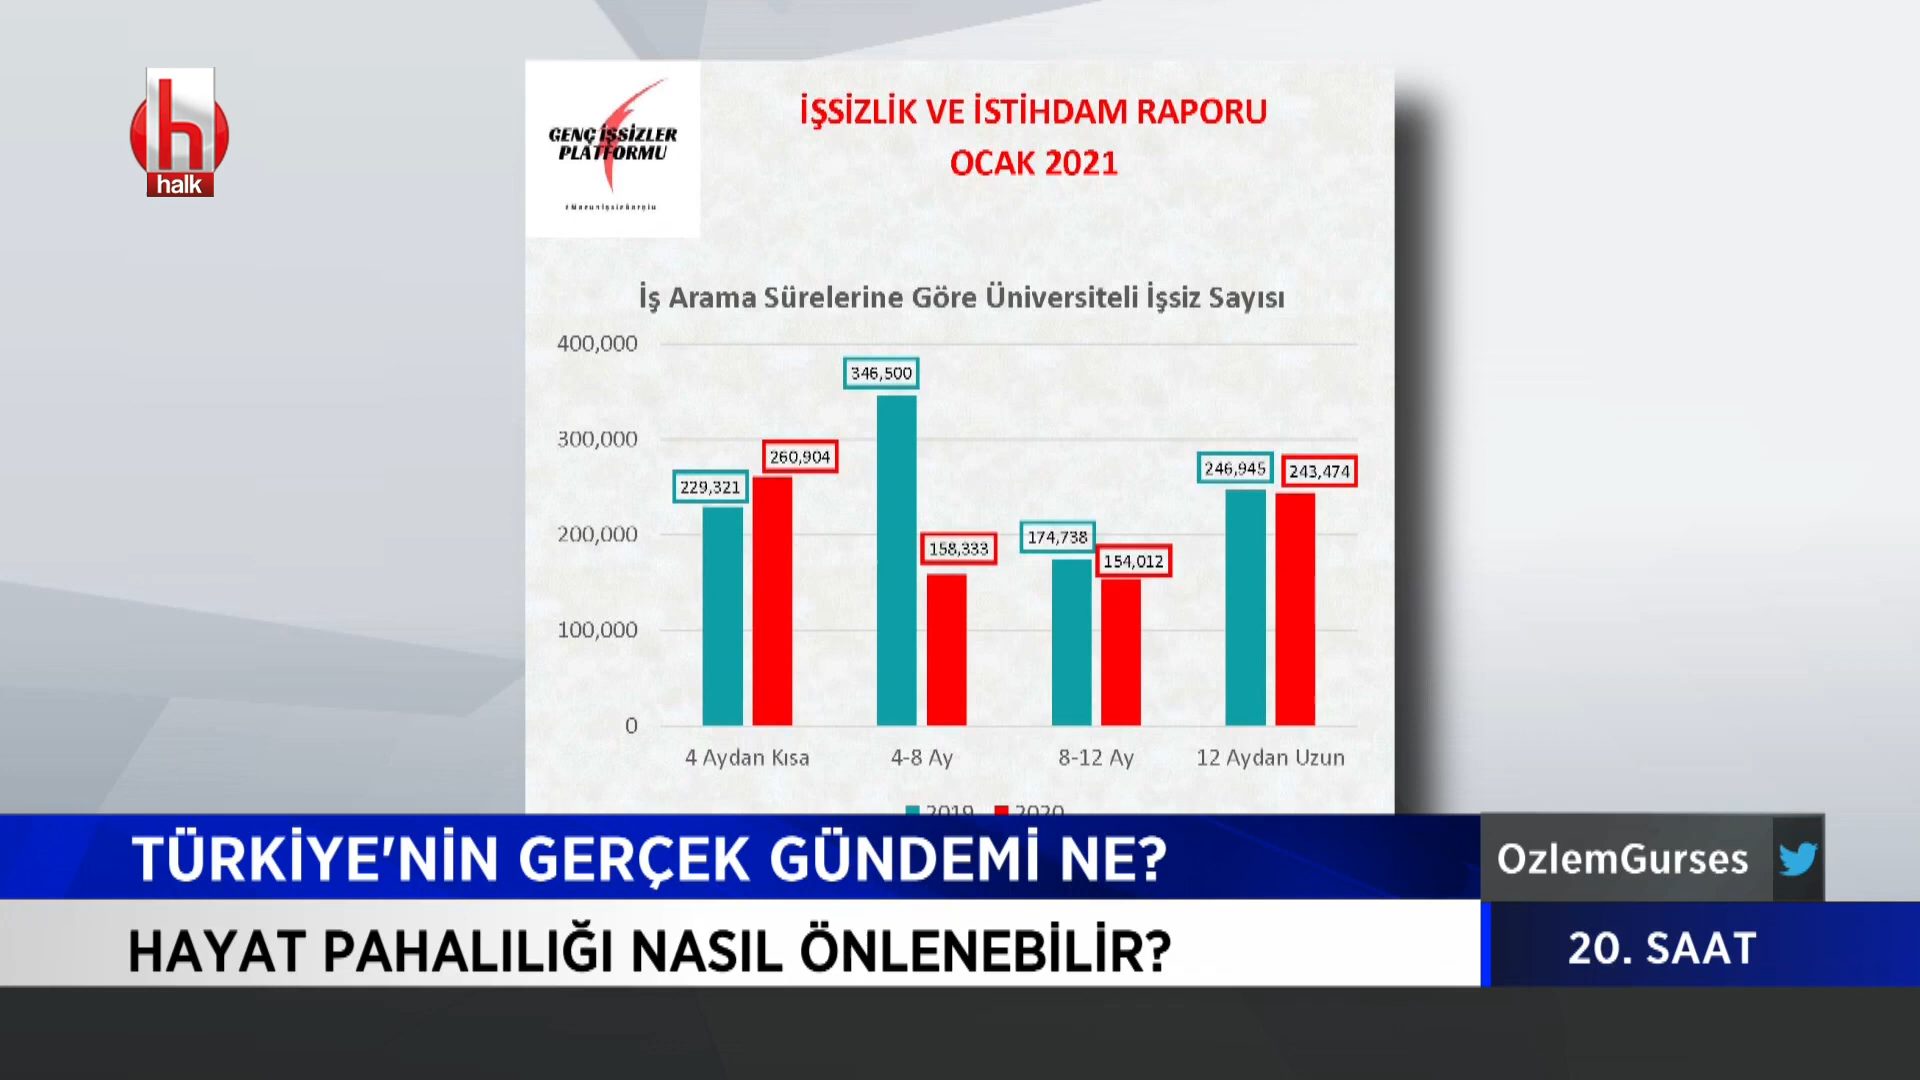 halk
GENÇ İŞSİZLER
PLATFORMU
İŞSİZLİK VE İSTİHDAM RAPORU
OCAK 2021
İş Arama Sürelerine Göre Üniversiteli İşsiz Sayısı
400,000
300,000
200,000
100,000
0
229,321
260,904
346,500
158,333
174,738
154,012
246,945
243,474
4 Aydan Kısa
4-8 Ay
8-12 Ay
12 Aydan Uzun
2019 2020
TÜRKİYE'NİN GERÇEK GÜNDEMİ NE?
OzlemGurses
HAYAT PAHALILIĞI NASIL ÖNLENEBİLİR?
20. SAAT